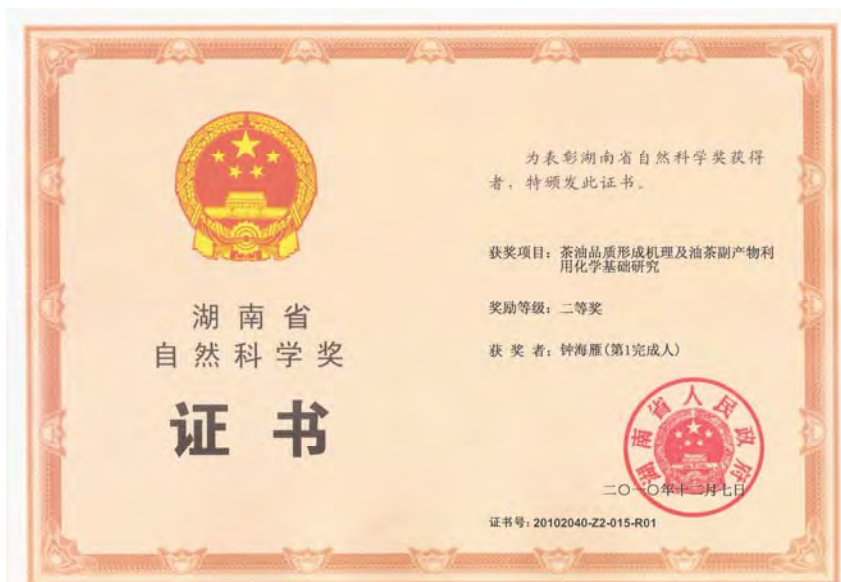 湖南省
自然科学奖
证书
为表彰湖南省自然科学奖获得
者，特颁发此证书。
获奖项目：茶油品质形成机理及油茶副产物利
用化学基础研究
奖励等级：二等奖
获 奖 者：钟海雁(第1完成人)
湖南省人民政府
二〇一〇年十二月七日
证书号：20102040-Z2-015-R01